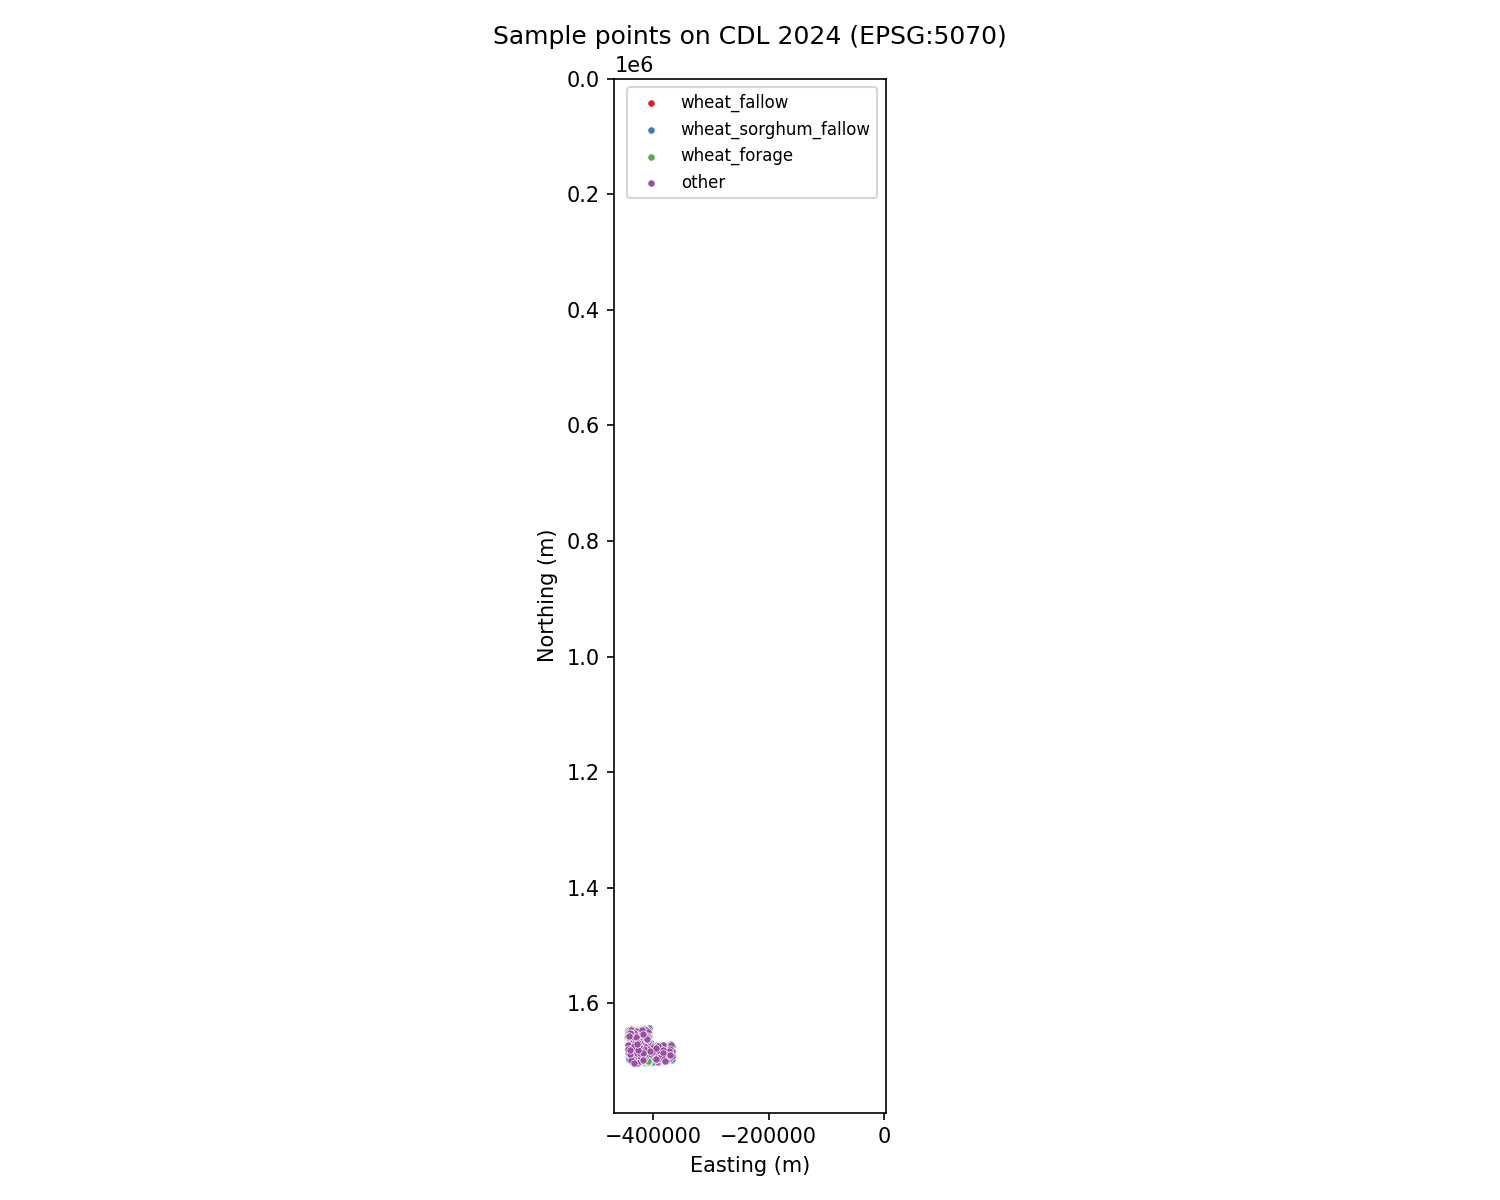 Sample points on CDL 2024 (EPSG:5070)
1e6
wheat_fallow
wheat_sorghum_fallow
wheat_forage
other
0.0
0.2
0.4
0.6
0.8
1.0
1.2
1.4
1.6
Northing (m)
−400000 −200000 0
Easting (m)